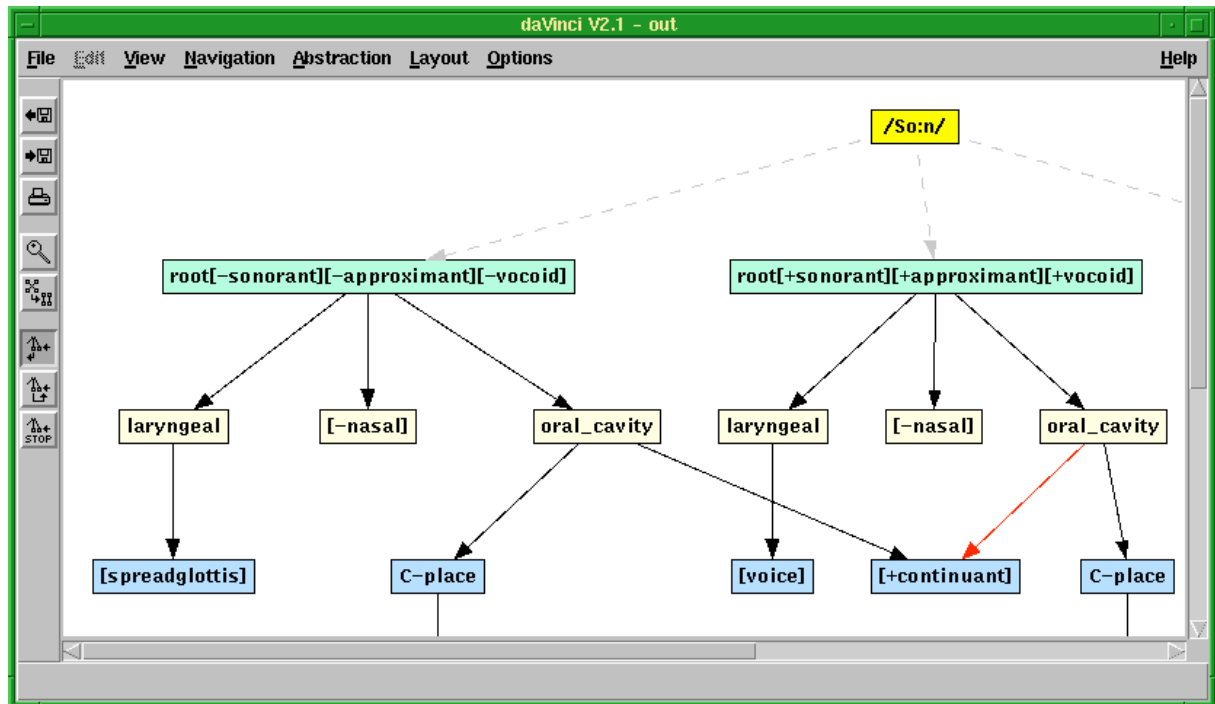 daVinci V2.1 - out
File Edit View Navigation Abstraction Layout Options Help
/So:n/
root[-sonorant][-approximant][-vocoid] root[+sonorant][+approximant][+vocoid]
laryngeal [-nasal] oral_cavity laryngeal [-nasal] oral_cavity
[spreadglottis] C-place [voice] [+continuant] C-place
STOP